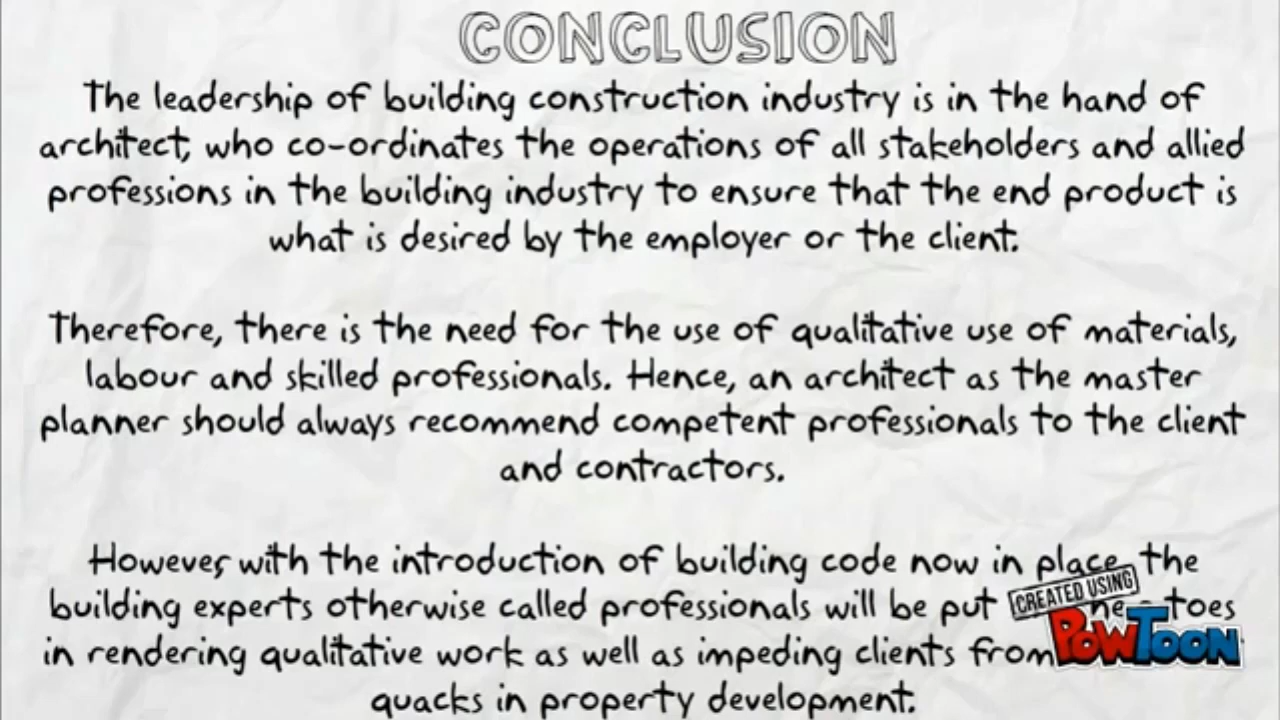 CONCLUSION
The leadership of building construction industry is in the hand of
architect, who co-ordinates the operations of all stakeholders and allied
professions in the building industry to ensure that the end product is
what is desired by the employer or the client.
Therefore, there is the need for the use of qualitative use of materials,
labour and skilled professionals. Hence, an architect as the master
planner should always recommend competent professionals to the client
and contractors.
However, with the introduction of building code now in place, the
building experts otherwise called professionals will be put toes
in rendering qualitative work as well as impeding clients from
quacks in property development.
CREATED USING
POWTOON